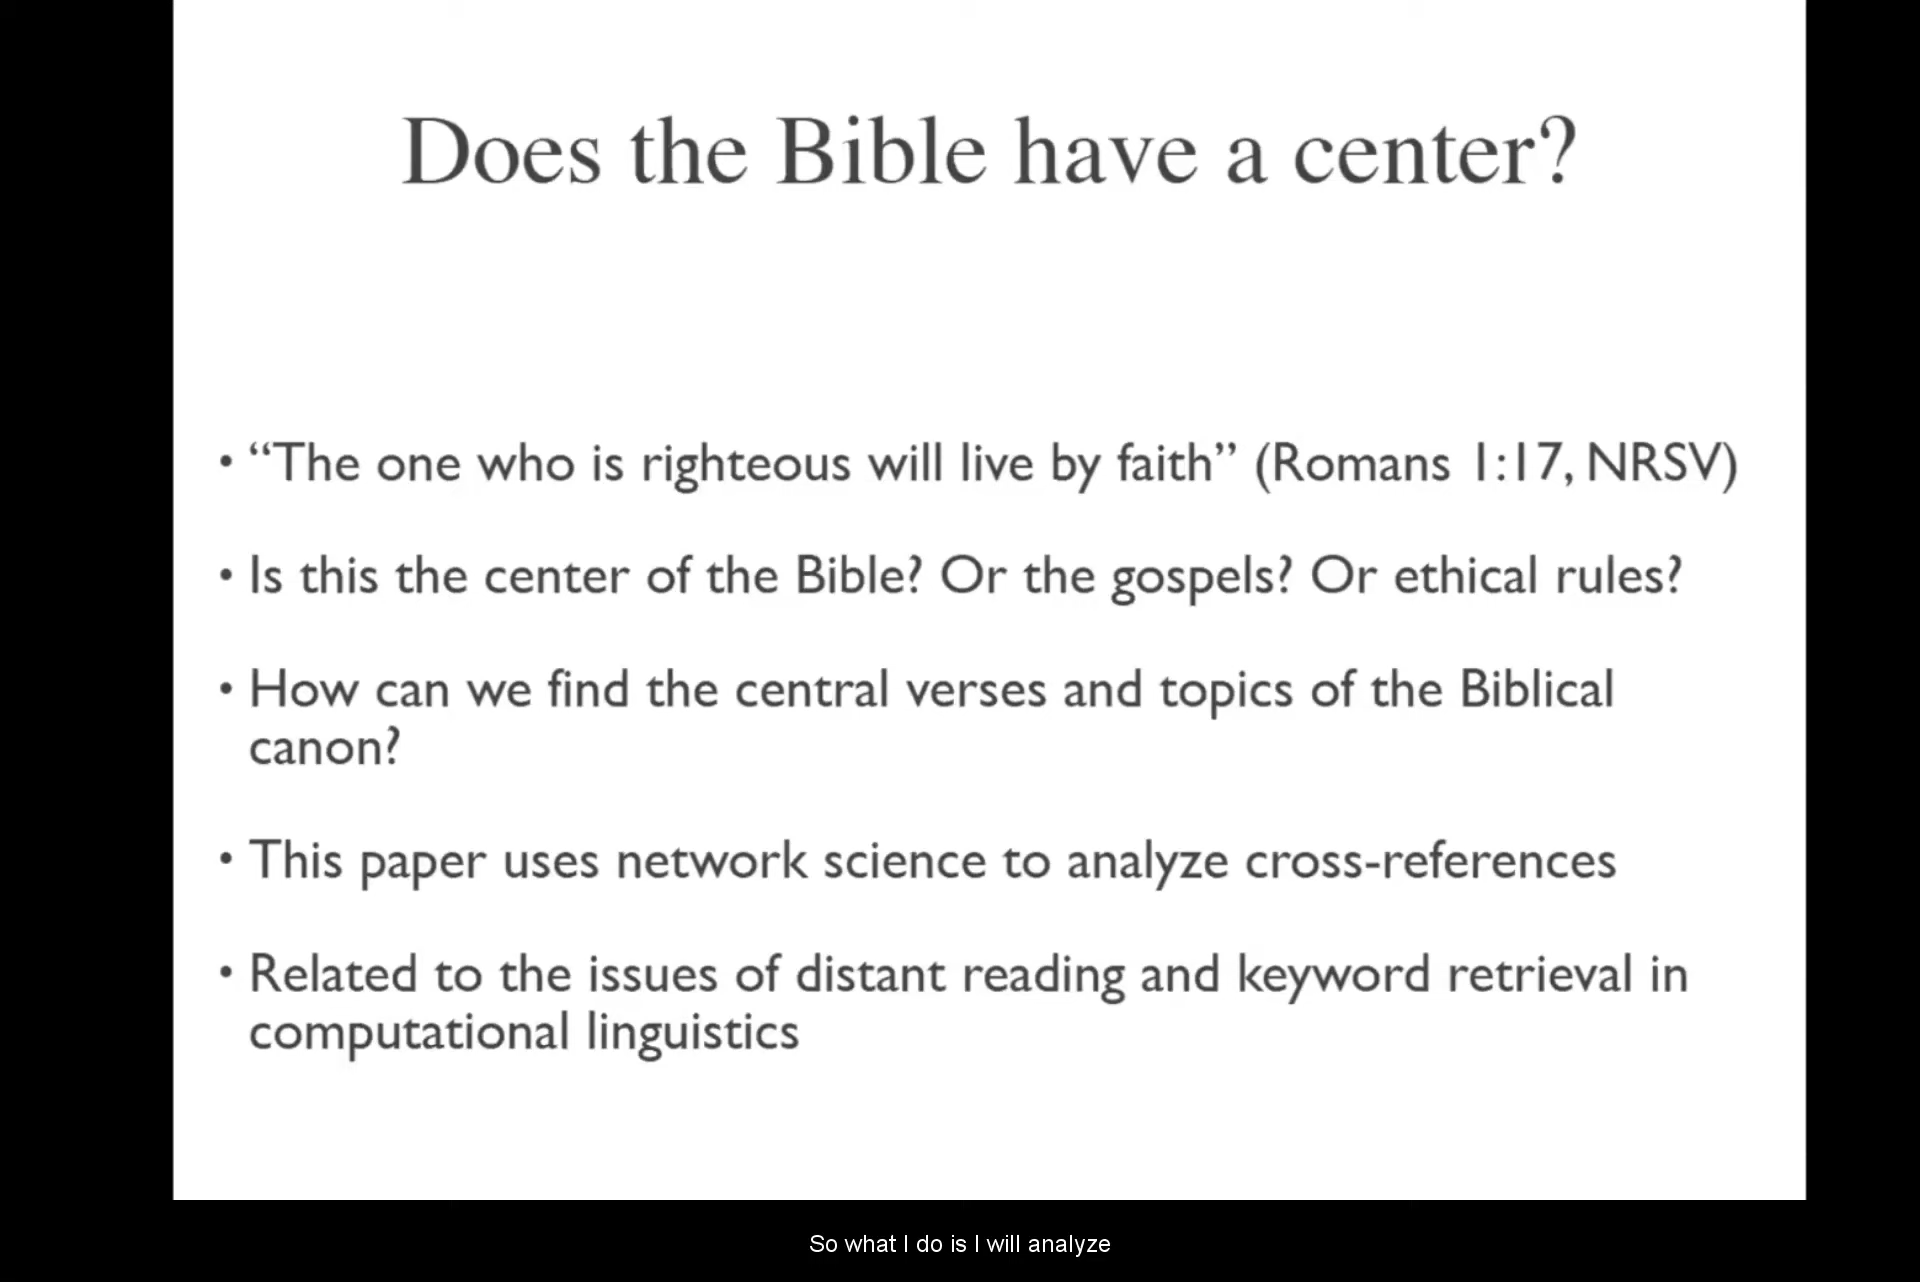 Does the Bible have a center?
• “The one who is righteous will live by faith” (Romans 1:17, NRSV)
• Is this the center of the Bible? Or the gospels? Or ethical rules?
• How can we find the central verses and topics of the Biblical
canon?
• This paper uses network science to analyze cross-references
• Related to the issues of distant reading and keyword retrieval in
computational linguistics
So what I do is I will analyze